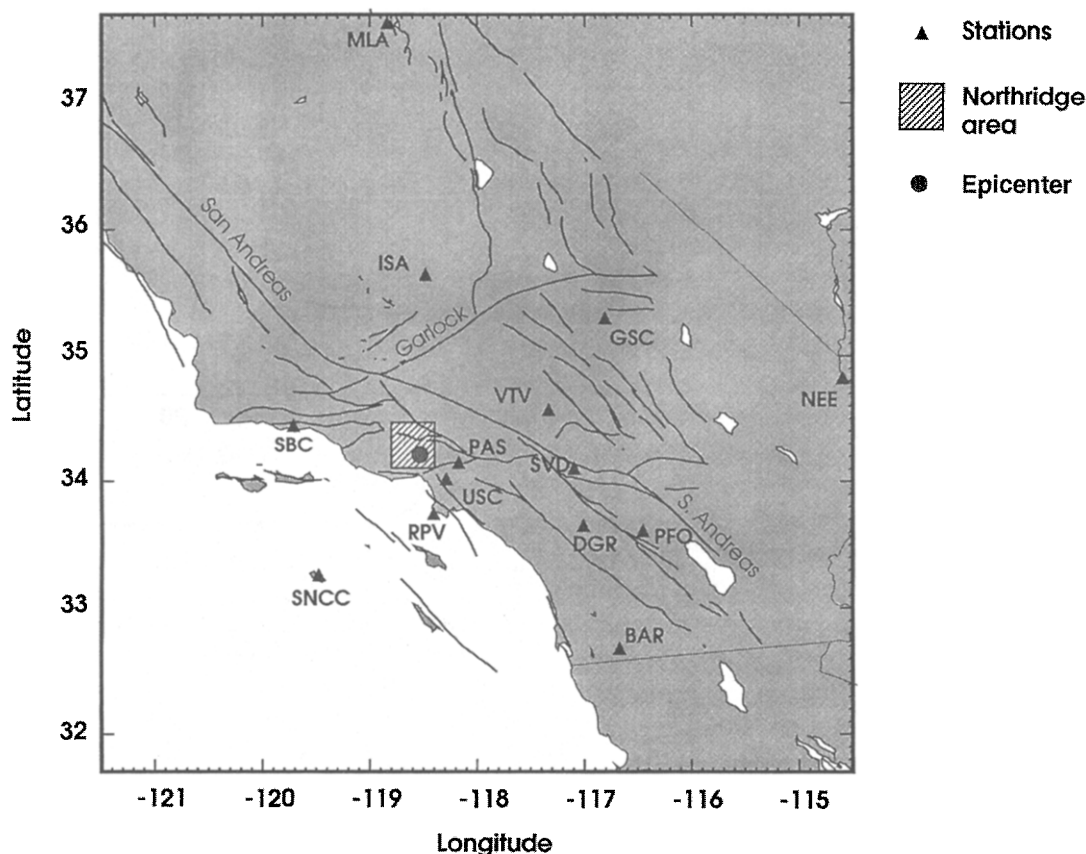 MLA
Stations
Northridge
area
Epicenter
37
36
35
34
33
32
Latitude
San Andreas
ISA
Garlock
GSC
NEE
VTV
SBC
PAS
SVD
USC
RPV
DGR
PFO
S. Andreas
SNCC
BAR
-121
-120
-119
-118
-117
-116
-115
Longitude